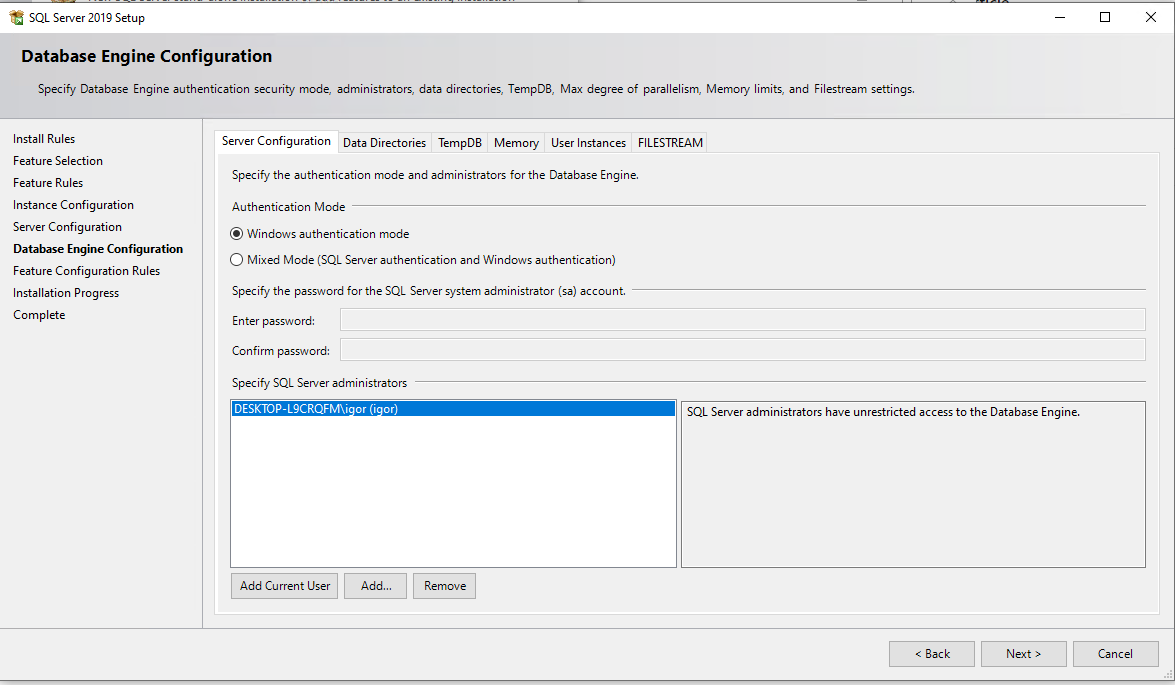 SQL Server 2019 Setup
Database Engine Configuration
Specify Database Engine authentication security mode, administrators, data directories, TempDB, Max degree of parallelism, Memory limits, and Filestream settings.
Install Rules
Feature Selection
Feature Rules
Instance Configuration
Server Configuration
Database Engine Configuration
Feature Configuration Rules
Installation Progress
Complete
Server Configuration Data Directories TempDB Memory User Instances FILESTREAM
Specify the authentication mode and administrators for the Database Engine.
Authentication Mode
Windows authentication mode
Mixed Mode (SQL Server authentication and Windows authentication)
Specify the password for the SQL Server system administrator (sa) account.
Enter password:
Confirm password:
Specify SQL Server administrators
DESKTOP-L9CRQFM\igor (igor)
SQL Server administrators have unrestricted access to the Database Engine.
Add Current User Add... Remove
< Back Next > Cancel